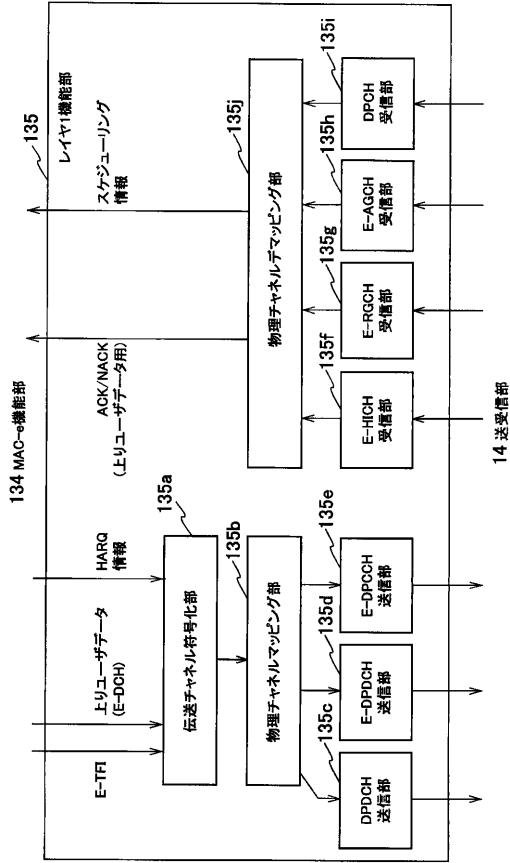 134 MAC-e機能部
135
レイヤ1機能部
E-TFI
上りユーザデータ
(E-DCH)
HARQ
情報
ACK/NACK
(上りユーザデータ用)
スケジューリング
情報
135a
伝送チャネル符号化部
135b
物理チャネルマッピング部
135j
物理チャネルデマッピング部
135c
DPDCH
送信部
135d
E-DPDCH
送信部
135e
E-DPCCH
送信部
135f
E-HICH
受信部
135g
E-RGCH
受信部
135h
E-AGCH
受信部
135i
DPCH
受信部
14 送受信部